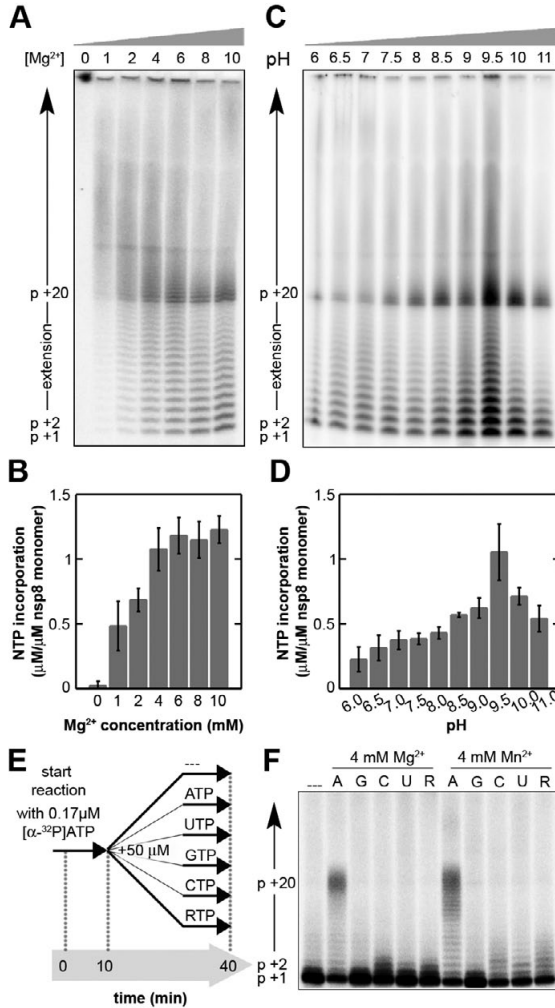 A
[Mg²⁺] 0 1 2 4 6 8 10
p +20
extension
p +2
p +1
C
pH 6 6.5 7 7.5 8 8.5 9 9.5 10 11
p +20
extension
p +2
p +1
B
NTP incorporation
(μM/μM nsp8 monomer)
1.5
1
0.5
0
0 1 2 4 6 8 10
Mg²⁺ concentration (mM)
D
NTP incorporation
(μM/μM nsp8 monomer)
1.5
1
0.5
0
6.0 6.5 7.0 7.5 8.0 8.5 9.0 9.5 10.0 11.0
pH
E
start
reaction
with 0.17μM
[α-³²P]ATP
+50 μM
---
ATP
UTP
GTP
CTP
RTP
0 10 40
time (min)
F
4 mM Mg²⁺ 4 mM Mn²⁺
--- A G C U R A G C U R
p +20
p +2
p +1